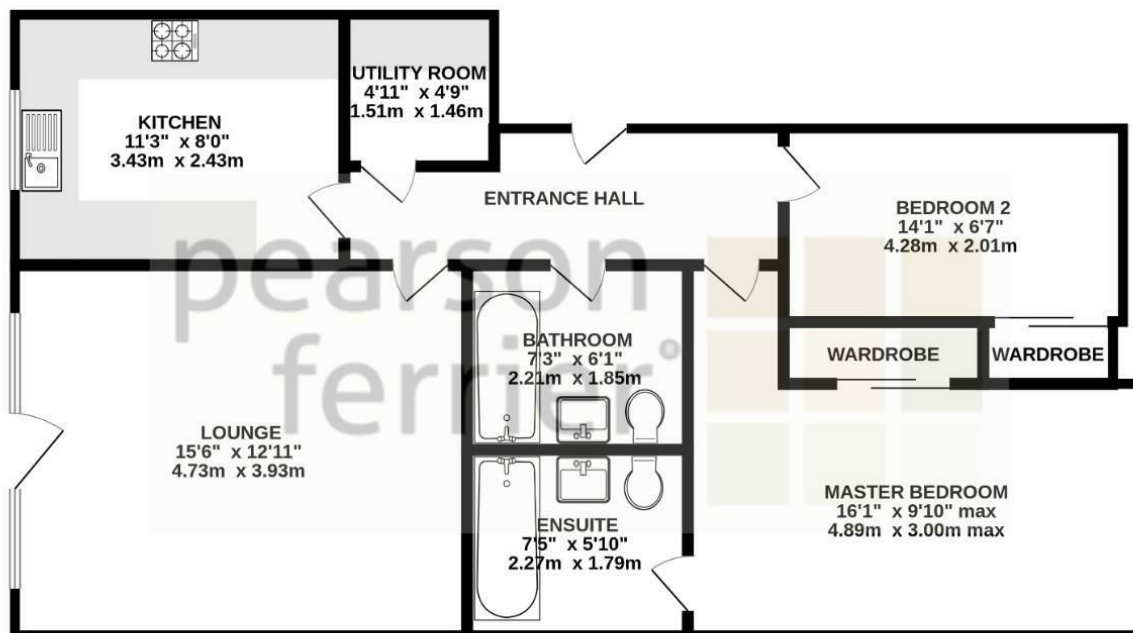 UTILITY ROOM
4'11" x 4'9"
1.51m x 1.46m
KITCHEN
11'3" x 8'0"
3.43m x 2.43m
ENTRANCE HALL
BEDROOM 2
14'1" x 6'7"
4.28m x 2.01m
pearson
ferrier®
BATHROOM
7'3" x 6'1"
2.21m x 1.85m
WARDROBE
WARDROBE
LOUNGE
15'6" x 12'11"
4.73m x 3.93m
MASTER BEDROOM
16'1" x 9'10" max
4.89m x 3.00m max
ENSUITE
7'5" x 5'10"
2.27m x 1.79m